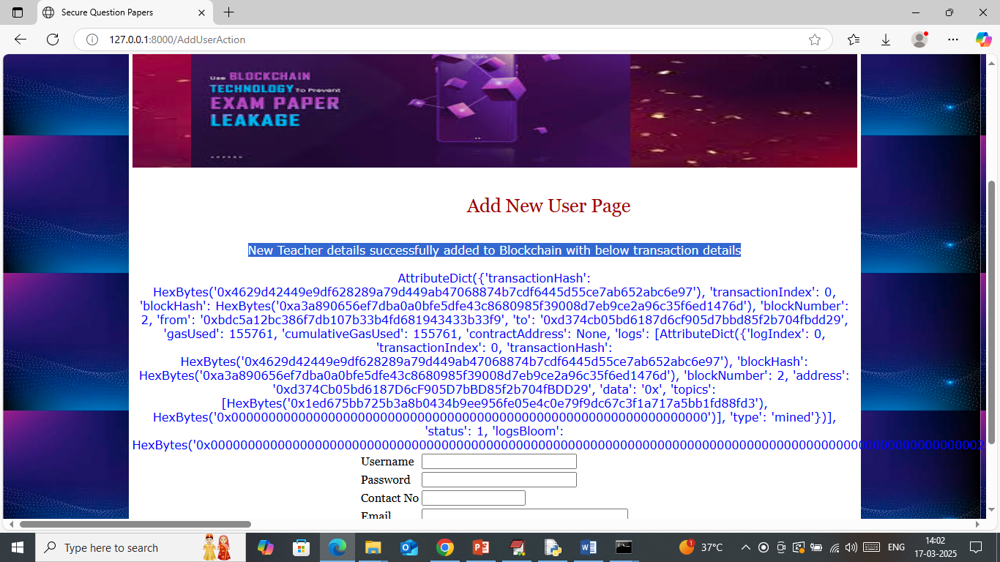 Secure Question Papers
127.0.0.1:8000/AddUserAction
Use BLOCKCHAIN
TECHNOLOGY To Prevent
EXAM PAPER
LEAKAGE
Add New User Page
New Teacher details successfully added to Blockchain with below transaction details
AttributeDict({'transactionHash':
HexBytes('0x4629d42449e9df628289a79d449ab47068874b7cdf6445d55ce7ab652abc6e97'), 'transactionIndex': 0,
'blockHash': HexBytes('0xa3a890656ef7dba0a0bfe5dfe43c8680985f39008d7eb9ce2a96c35f6ed1476d'), 'blockNumber':
2, 'from': '0xbdc5a12bc386f7db107b33b4fd681943433b33f9', 'to': '0xd374cb05bd6187d6cf905d7bbd85f2b704fbdd29',
'gasUsed': 155761, 'cumulativeGasUsed': 155761, 'contractAddress': None, 'logs': [AttributeDict({'logIndex': 0,
'transactionIndex': 0, 'transactionHash':
HexBytes('0x4629d42449e9df628289a79d449ab47068874b7cdf6445d55ce7ab652abc6e97'), 'blockHash':
HexBytes('0xa3a890656ef7dba0a0bfe5dfe43c8680985f39008d7eb9ce2a96c35f6ed1476d'), 'blockNumber': 2, 'address':
'0xd374Cb05bd6187D6cF905D7bBD85f2b704fBDD29', 'data': '0x', 'topics':
[HexBytes('0x1ed675bb725b3a8b0434b9ee956fe05e4c0e79f9dc67c3f1a717a5bb1fd88fd3'),
HexBytes('0x0000000000000000000000000000000000000000000000000000000000000000')], 'type': 'mined'})],
'status': 1, 'logsBloom':
Username
Password
Contact No
Email
Type here to search
1
37°C
ENG
14:02
17-03-2025